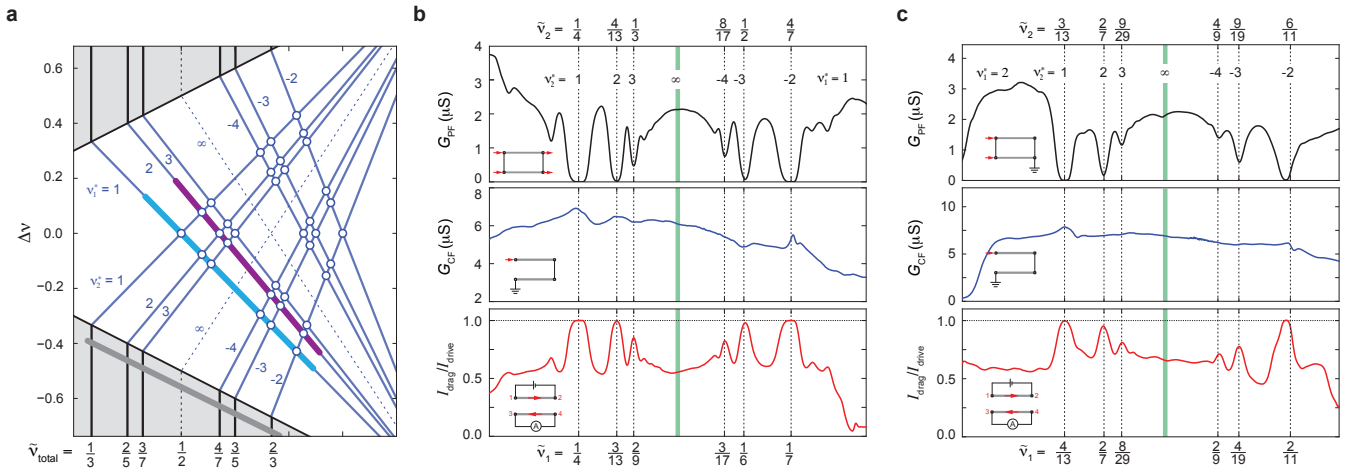 a
0.6
0.4
0.2
0.0
-0.2
-0.4
-0.6
Δν
ν₁* = 1
2
3
∞
-4
-3
-2
ν₂* = 1
2
3
∞
-4
-3
-2
ν̃total = 1/3 2/5 3/7 1/2 4/7 3/5 2/3
b
ν̃₂ = 1/4 4/13 1/3 8/17 1/2 4/7
ν₂* = 1 2 3 ∞ -4 -3 -2 ν₁* = 1
4
3
2
1
0
G_PF (μS)
8
6
4
2
G_CF (μS)
1.0
0.5
0.0
I_drag/I_drive
1 2
3 4
A
ν̃₁ = 1/4 3/13 2/9 3/17 1/6 1/7
c
ν̃₂ = 3/13 2/7 9/29 4/9 9/19 6/11
ν₁* = 2 ν₂* = 1 2 3 ∞ -4 -3 -2
4
3
2
1
0
G_PF (μS)
10
5
0
G_CF (μS)
1.0
0.5
0.0
I_drag/I_drive
1 2
3 4
A
ν̃₁ = 4/13 2/7 8/29 2/9 4/19 2/11